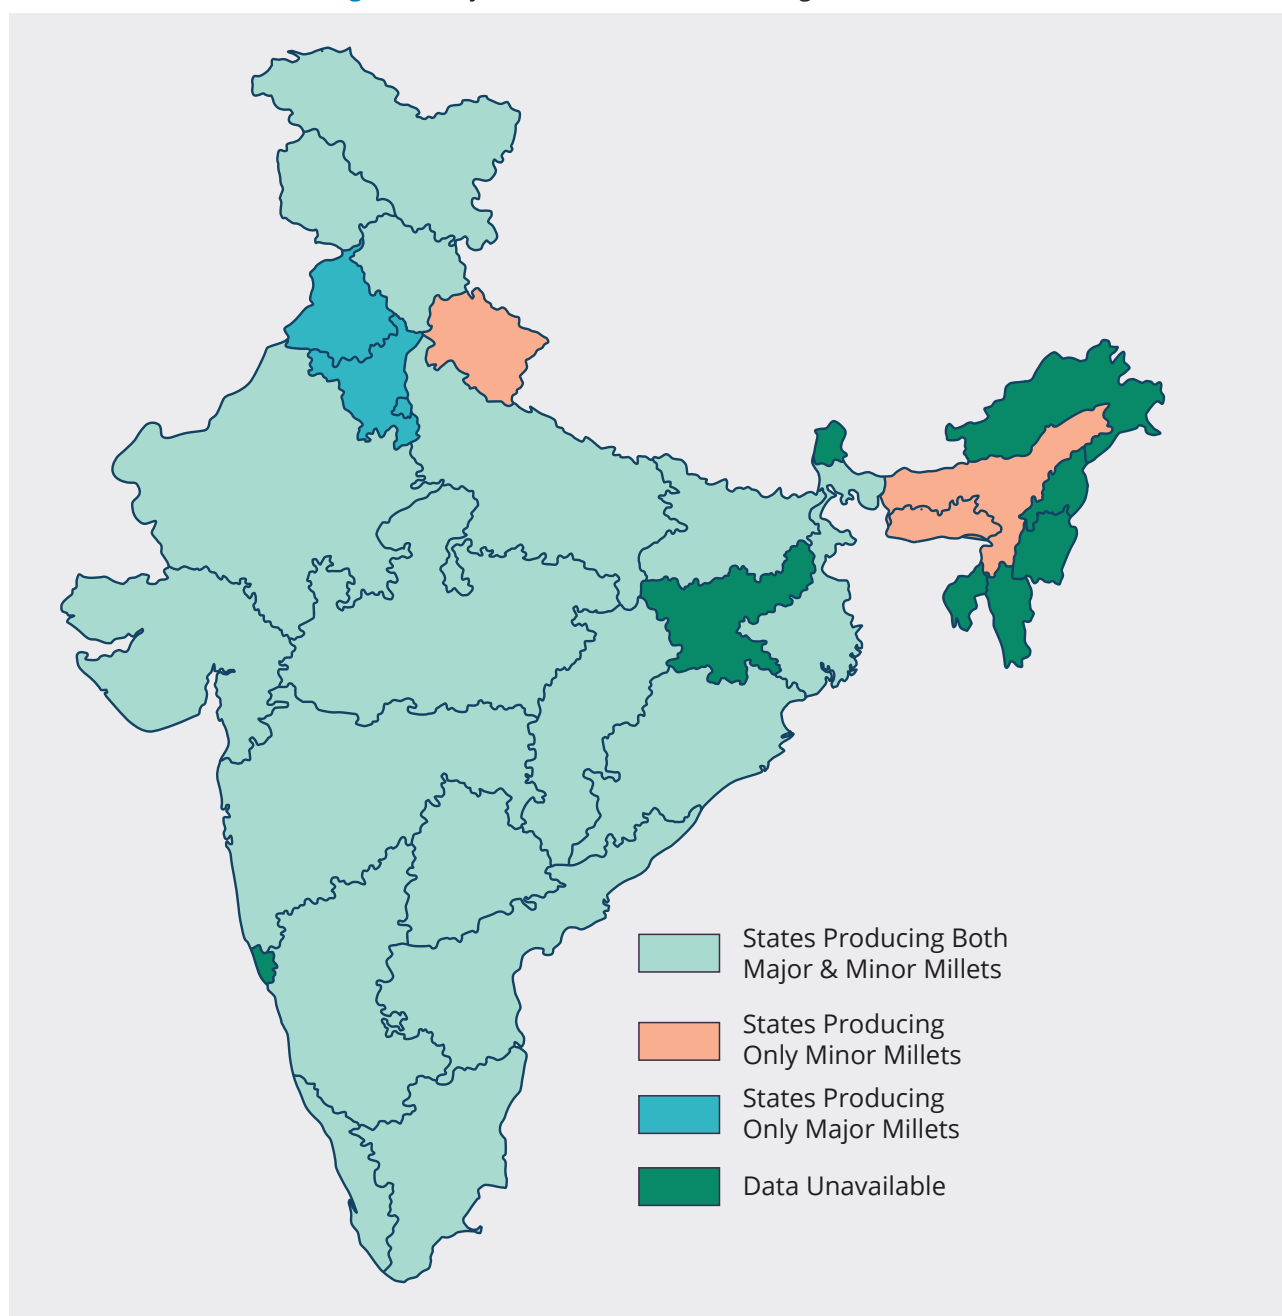 States Producing Both
Major & Minor Millets
States Producing
Only Minor Millets
States Producing
Only Major Millets
Data Unavailable